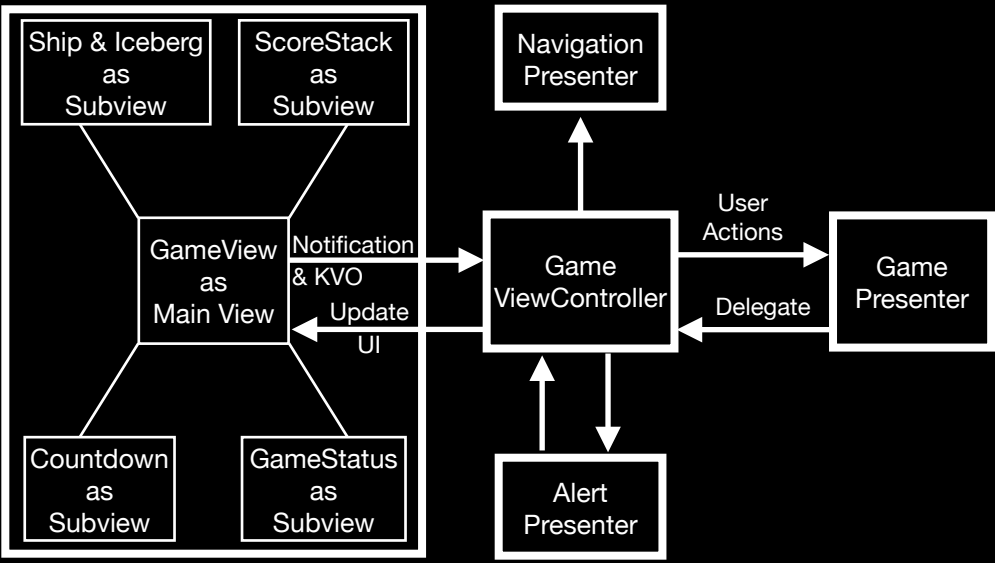 Ship & Iceberg
as
Subview
ScoreStack
as
Subview
Navigation
Presenter
GameView
as
Main View
Notification
& KVO
Update
UI
Game
ViewController
User
Actions
Delegate
Game
Presenter
Countdown
as
Subview
GameStatus
as
Subview
Alert
Presenter